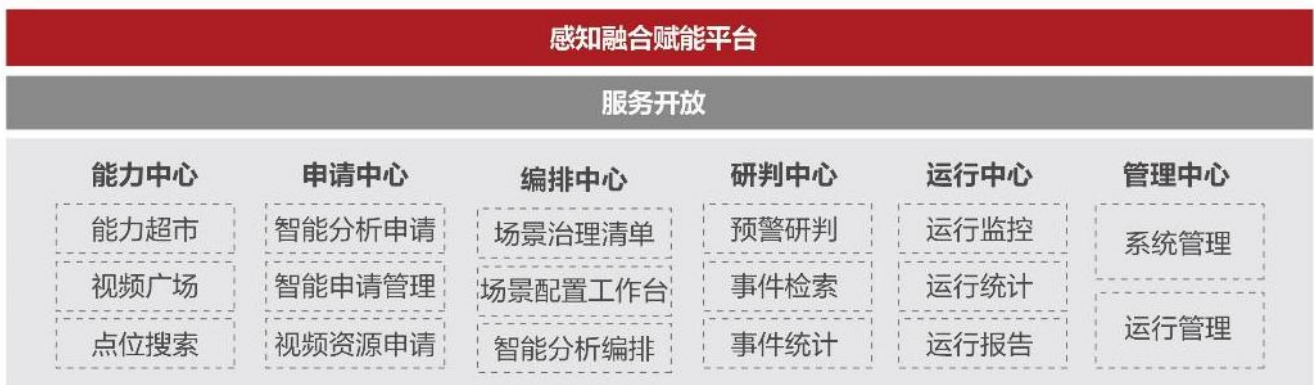 感知融合赋能平台
服务开放
能力中心
能力超市
视频广场
点位搜索
申请中心
智能分析申请
智能申请管理
视频资源申请
编排中心
场景治理清单
场景配置工作台
智能分析编排
研判中心
预警研判
事件检索
事件统计
运行中心
运行监控
运行统计
运行报告
管理中心
系统管理
运行管理